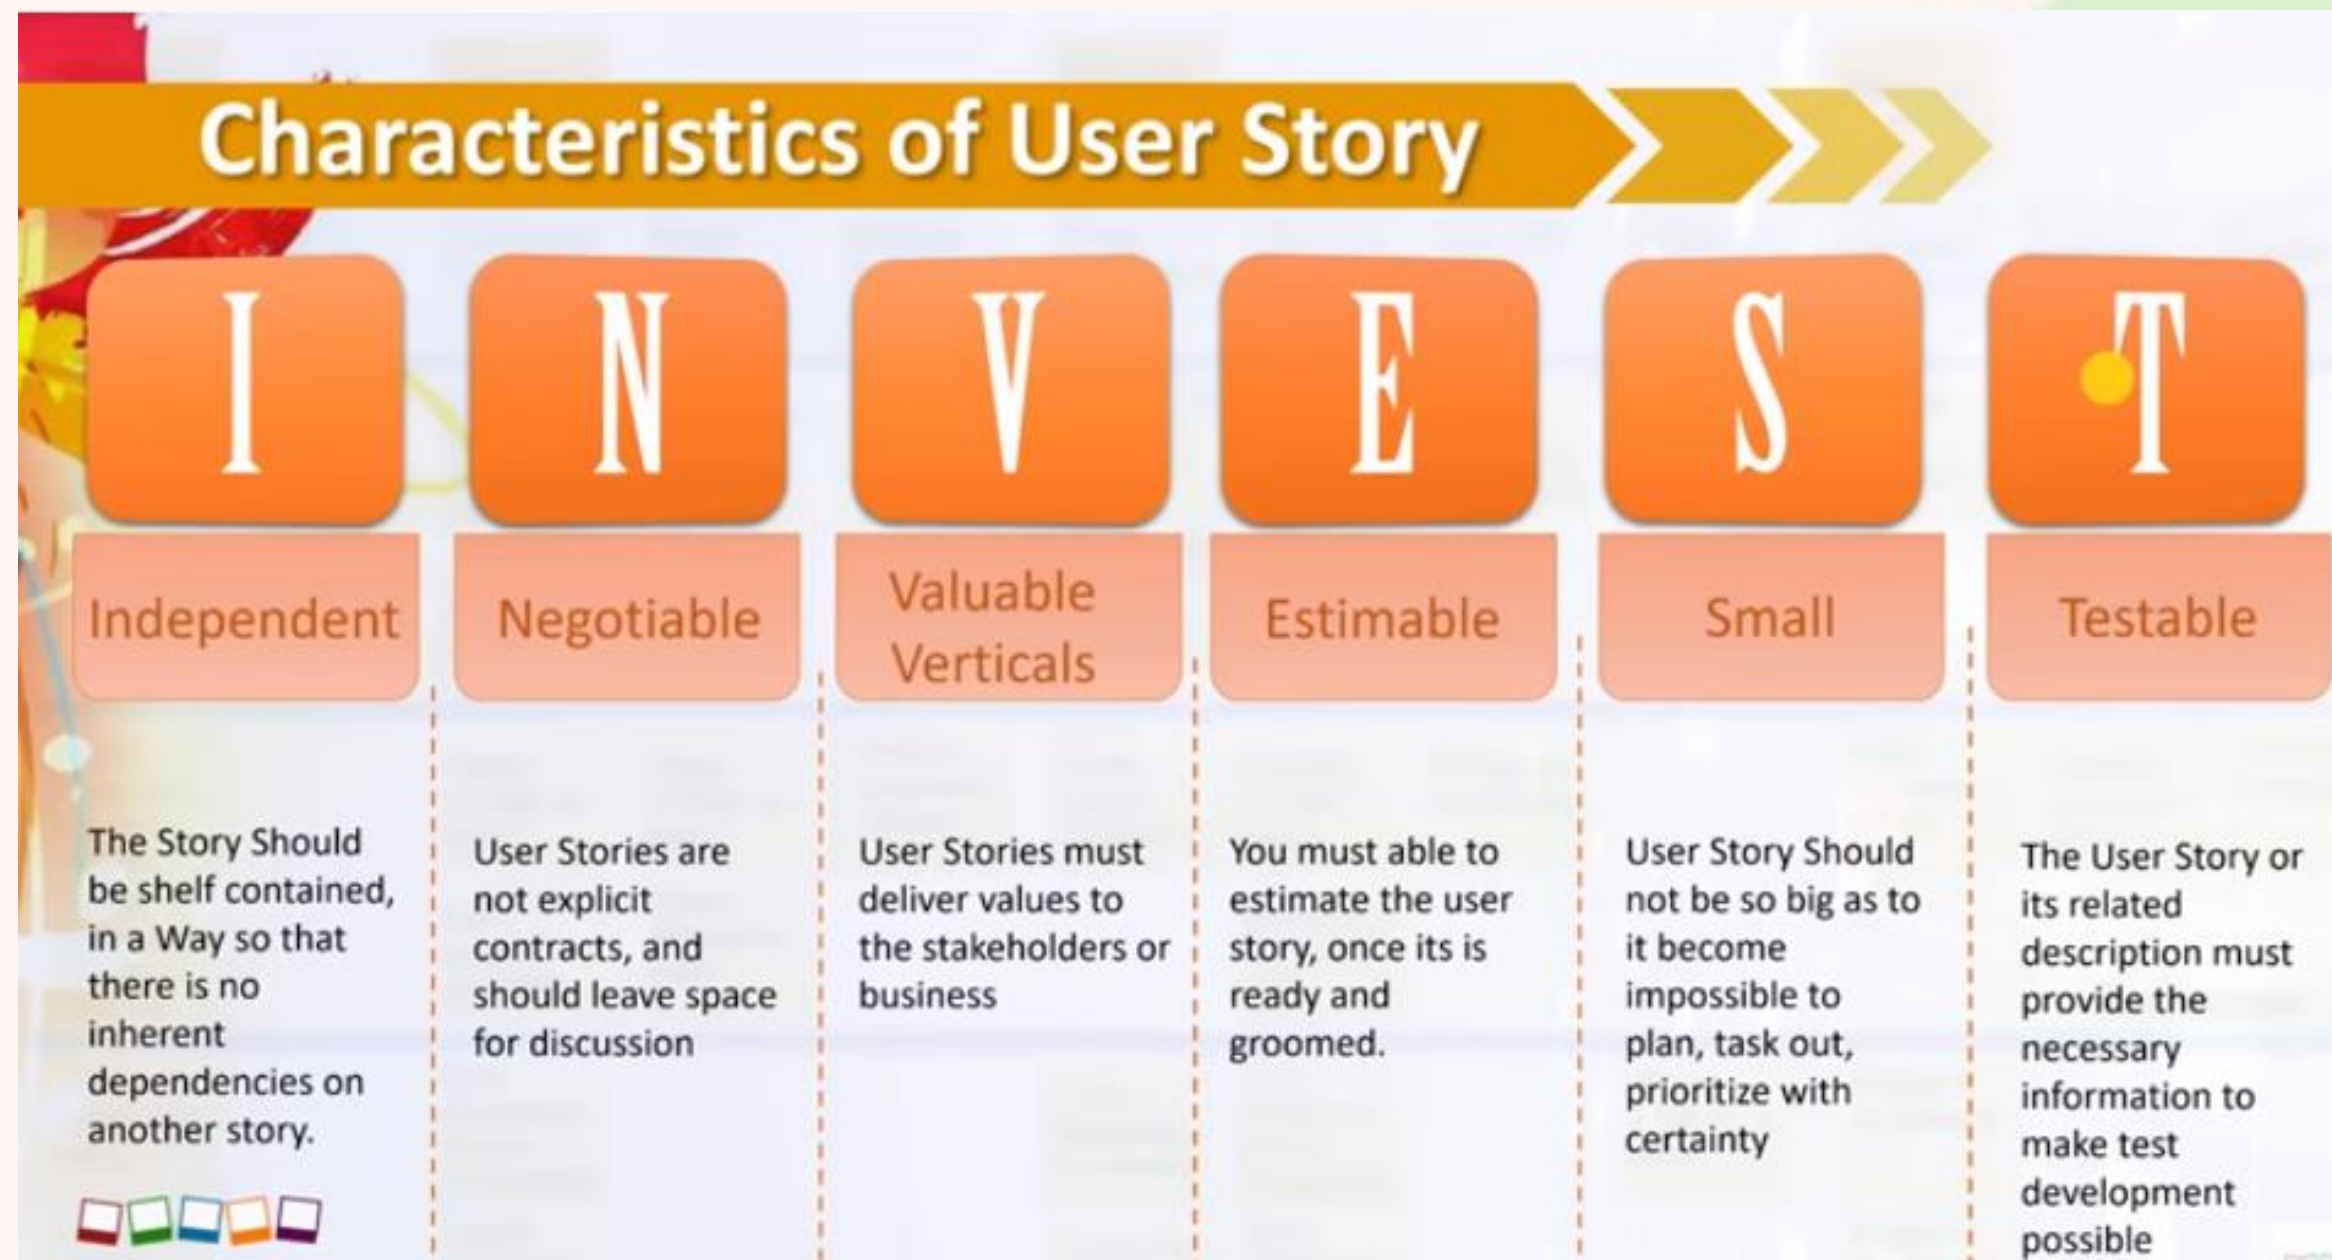 Characteristics of User Story
I
N
V
E
S
T
Independent
Negotiable
Valuable
Verticals
Estimable
Small
Testable
The Story Should
be shelf contained,
in a Way so that
there is no
inherent
dependencies on
another story.
User Stories are
not explicit
contracts, and
should leave space
for discussion
User Stories must
deliver values to
the stakeholders or
business
You must able to
estimate the user
story, once its is
ready and
groomed.
User Story Should
not be so big as to
it become
impossible to
plan, task out,
prioritize with
certainty
The User Story or
its related
description must
provide the
necessary
information to
make test
development
possible